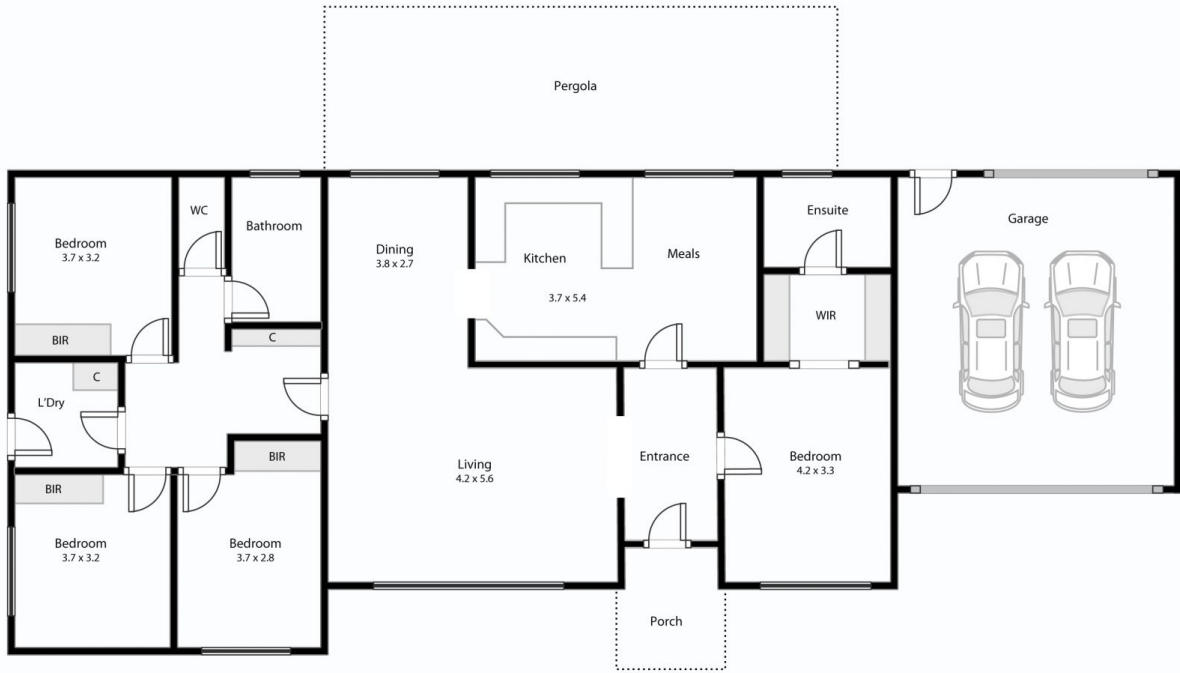 Pergola
WC
Bathroom
Bedroom
3.7 x 3.2
Dining
3.8 x 2.7
Kitchen
Meals
3.7 x 5.4
Ensuite
Garage
BIR
C
WIR
C
L'Dry
BIR
BIR
Living
4.2 x 5.6
Entrance
Bedroom
4.2 x 3.3
Bedroom
3.7 x 3.2
Bedroom
3.7 x 2.8
Porch